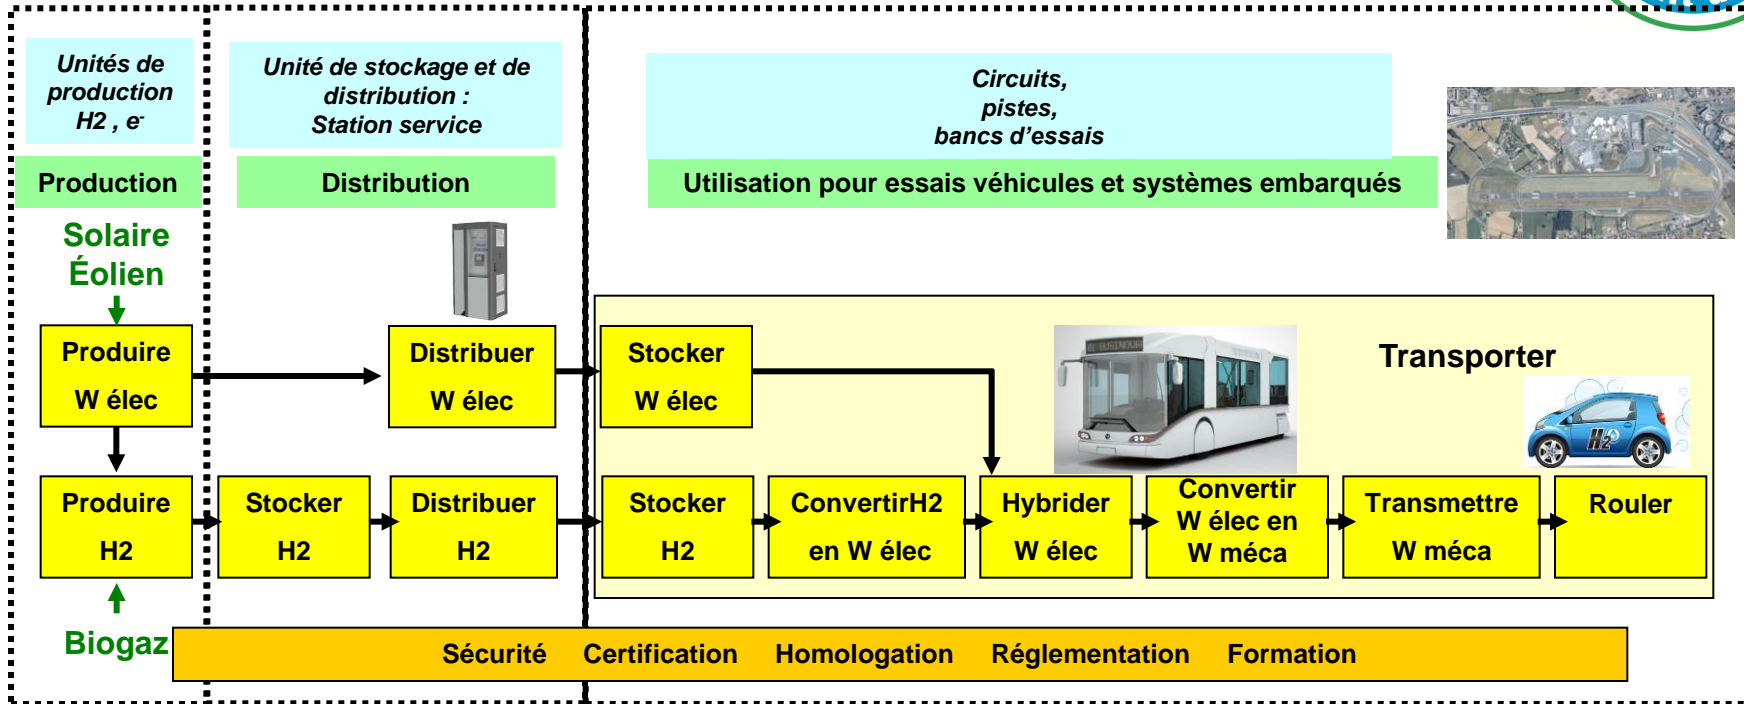 Unités de
production
H2 , e-
Unité de stockage et de
distribution :
Station service
Circuits,
pistes,
bancs d'essais
Production
Distribution
Utilisation pour essais véhicules et systèmes embarqués
Solaire
Éolien
Produire
W élec
Distribuer
W élec
Stocker
W élec
Transporter
H2
Produire
H2
Stocker
H2
Distribuer
H2
Stocker
H2
ConvertirH2
en W élec
Hybrider
W élec
Convertir
W élec en
W méca
Transmettre
W méca
Rouler
Biogaz
Sécurité Certification Homologation Réglementation Formation